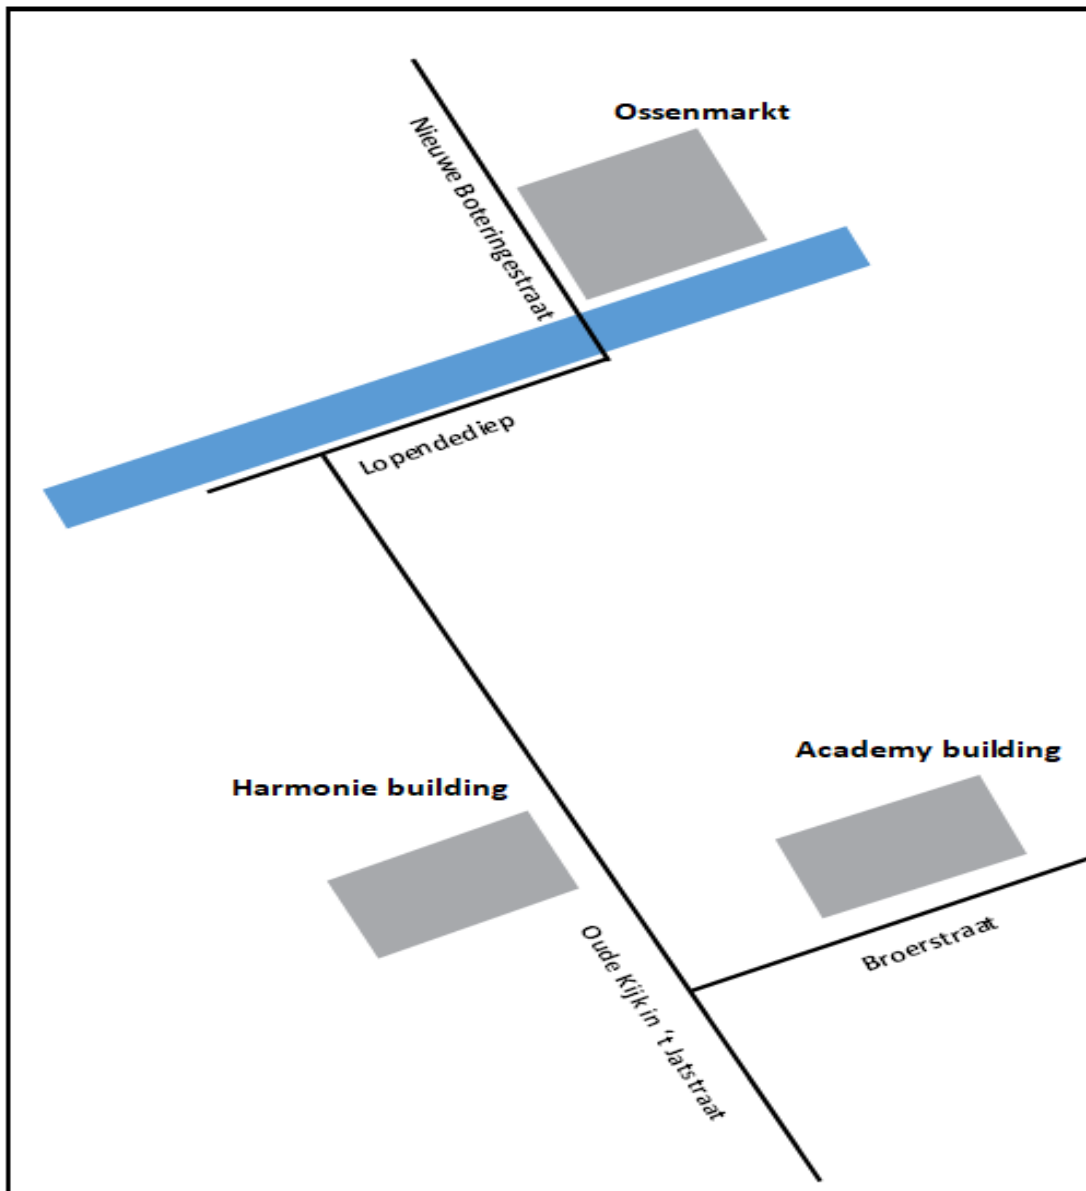 Ossenmarkt
Nieuwe Boteringestraat
Lopendediep
Academy building
Harmonie building
Broerstraat
Oude Kijk in ‘t Jatstraat